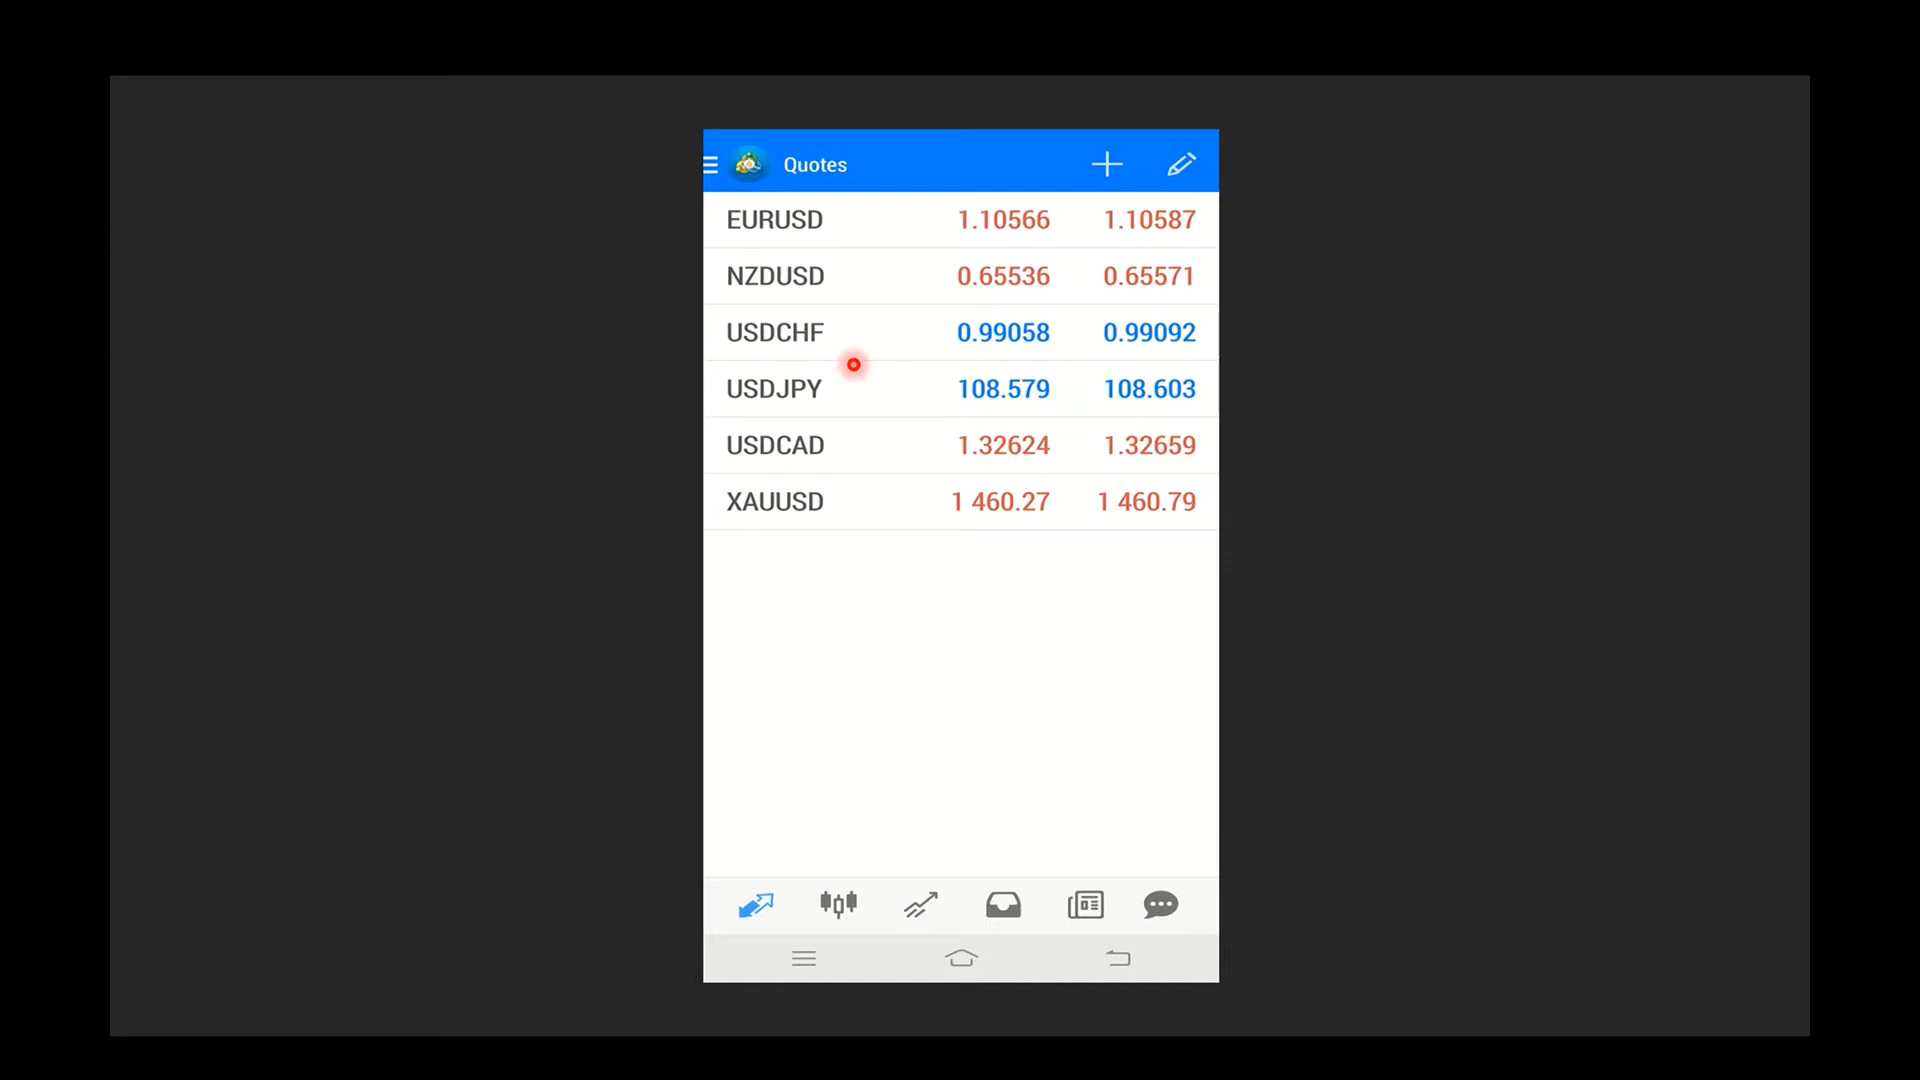 Quotes
EURUSD 1.10566 1.10587
NZDUSD 0.65536 0.65571
USDCHF 0.99058 0.99092
USDJPY 108.579 108.603
USDCAD 1.32624 1.32659
XAUUSD 1 460.27 1 460.79